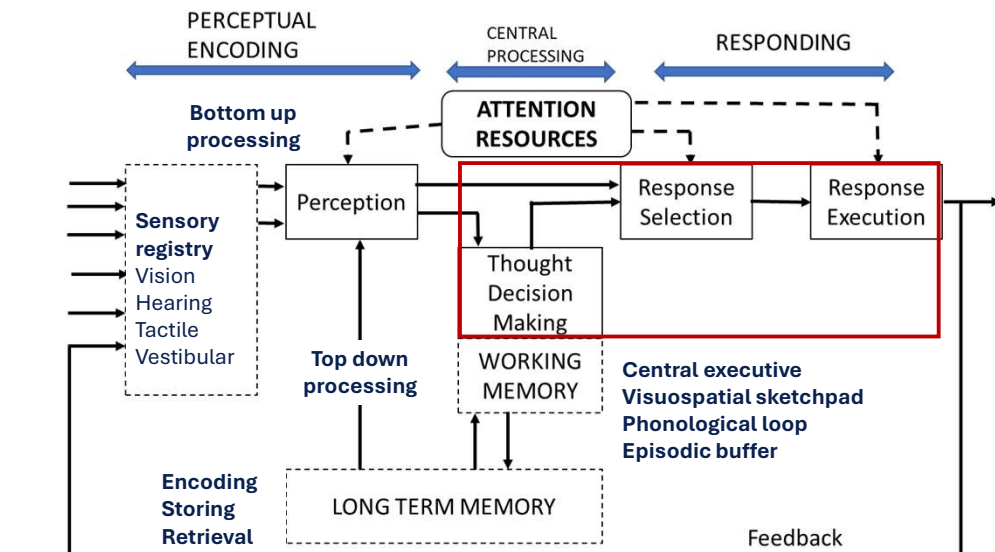 PERCEPTUAL
ENCODING
CENTRAL
PROCESSING
RESPONDING
Bottom up
processing
ATTENTION
RESOURCES
Sensory
registry
Vision
Hearing
Tactile
Vestibular
Perception
Response
Selection
Response
Execution
Thought
Decision
Making
WORKING
MEMORY
Top down
processing
Central executive
Visuospatial sketchpad
Phonological loop
Episodic buffer
Encoding
Storing
Retrieval
LONG TERM MEMORY
Feedback